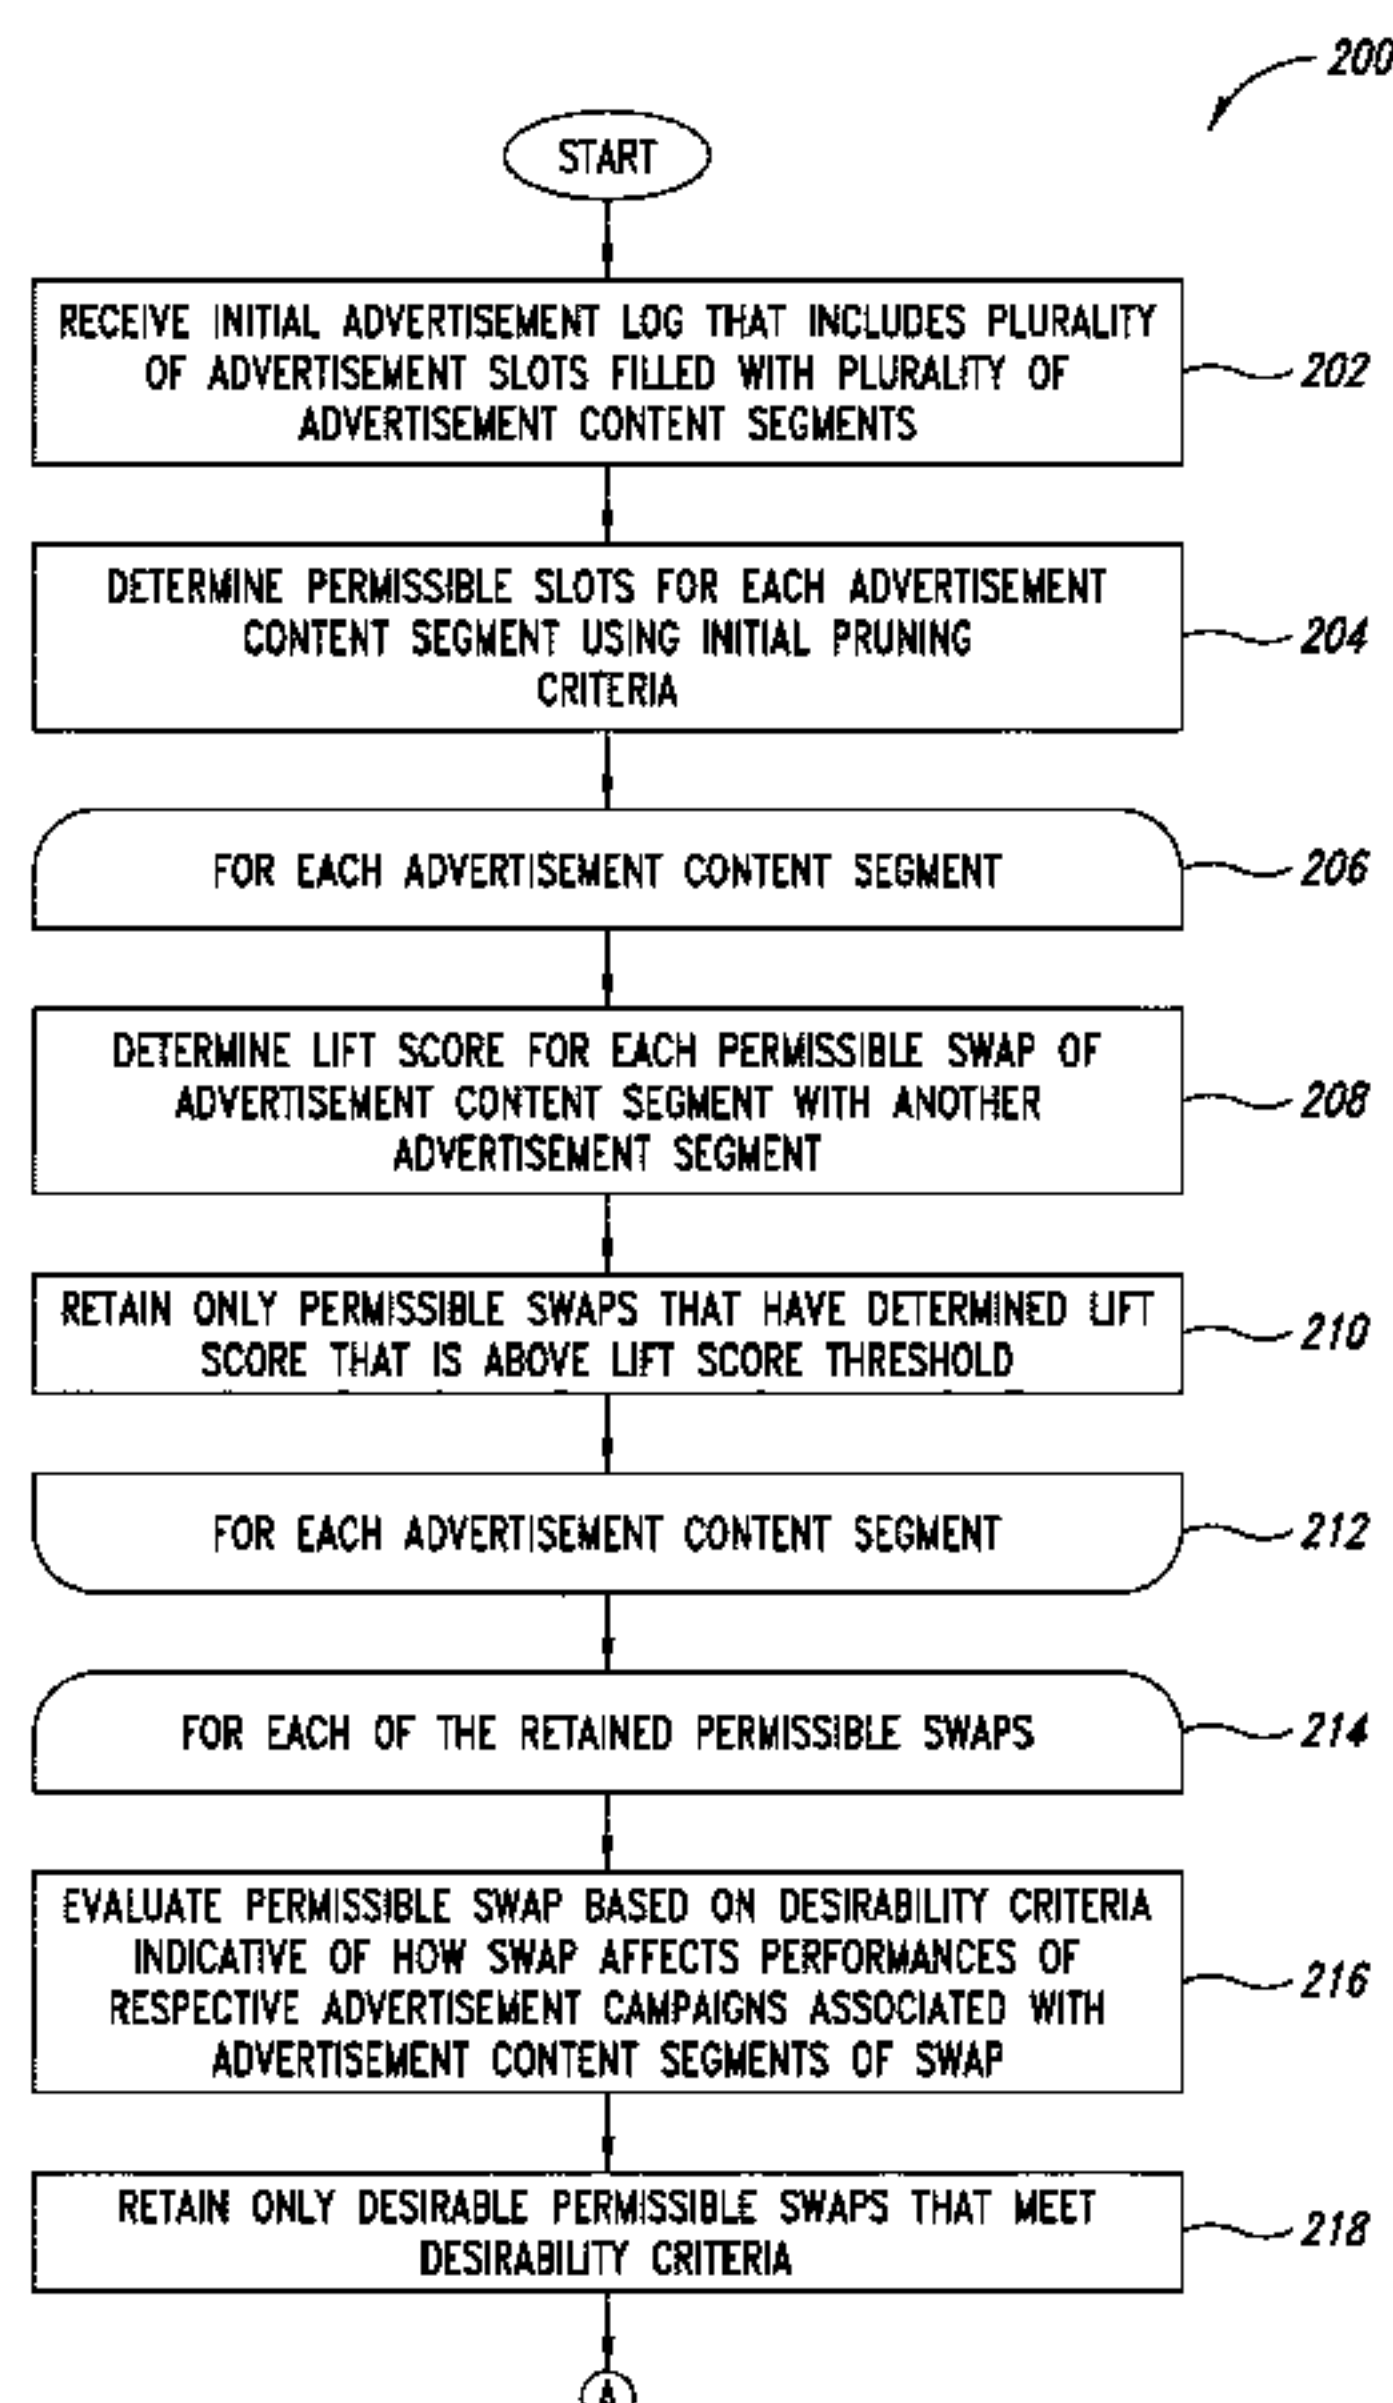 200
START
RECEIVE INITIAL ADVERTISEMENT LOG THAT INCLUDES PLURALITY
OF ADVERTISEMENT SLOTS FILLED WITH PLURALITY OF
ADVERTISEMENT CONTENT SEGMENTS
202
DETERMINE PERMISSIBLE SLOTS FOR EACH ADVERTISEMENT
CONTENT SEGMENT USING INITIAL PRUNING
CRITERIA
204
FOR EACH ADVERTISEMENT CONTENT SEGMENT
206
DETERMINE LIFT SCORE FOR EACH PERMISSIBLE SWAP OF
ADVERTISEMENT CONTENT SEGMENT WITH ANOTHER
ADVERTISEMENT SEGMENT
208
RETAIN ONLY PERMISSIBLE SWAPS THAT HAVE DETERMINED LIFT
SCORE THAT IS ABOVE LIFT SCORE THRESHOLD
210
FOR EACH ADVERTISEMENT CONTENT SEGMENT
212
FOR EACH OF THE RETAINED PERMISSIBLE SWAPS
214
EVALUATE PERMISSIBLE SWAP BASED ON DESIRABILITY CRITERIA
INDICATIVE OF HOW SWAP AFFECTS PERFORMANCES OF
RESPECTIVE ADVERTISEMENT CAMPAIGNS ASSOCIATED WITH
ADVERTISEMENT CONTENT SEGMENTS OF SWAP
216
RETAIN ONLY DESIRABLE PERMISSIBLE SWAPS THAT MEET
DESIRABILITY CRITERIA
218
A